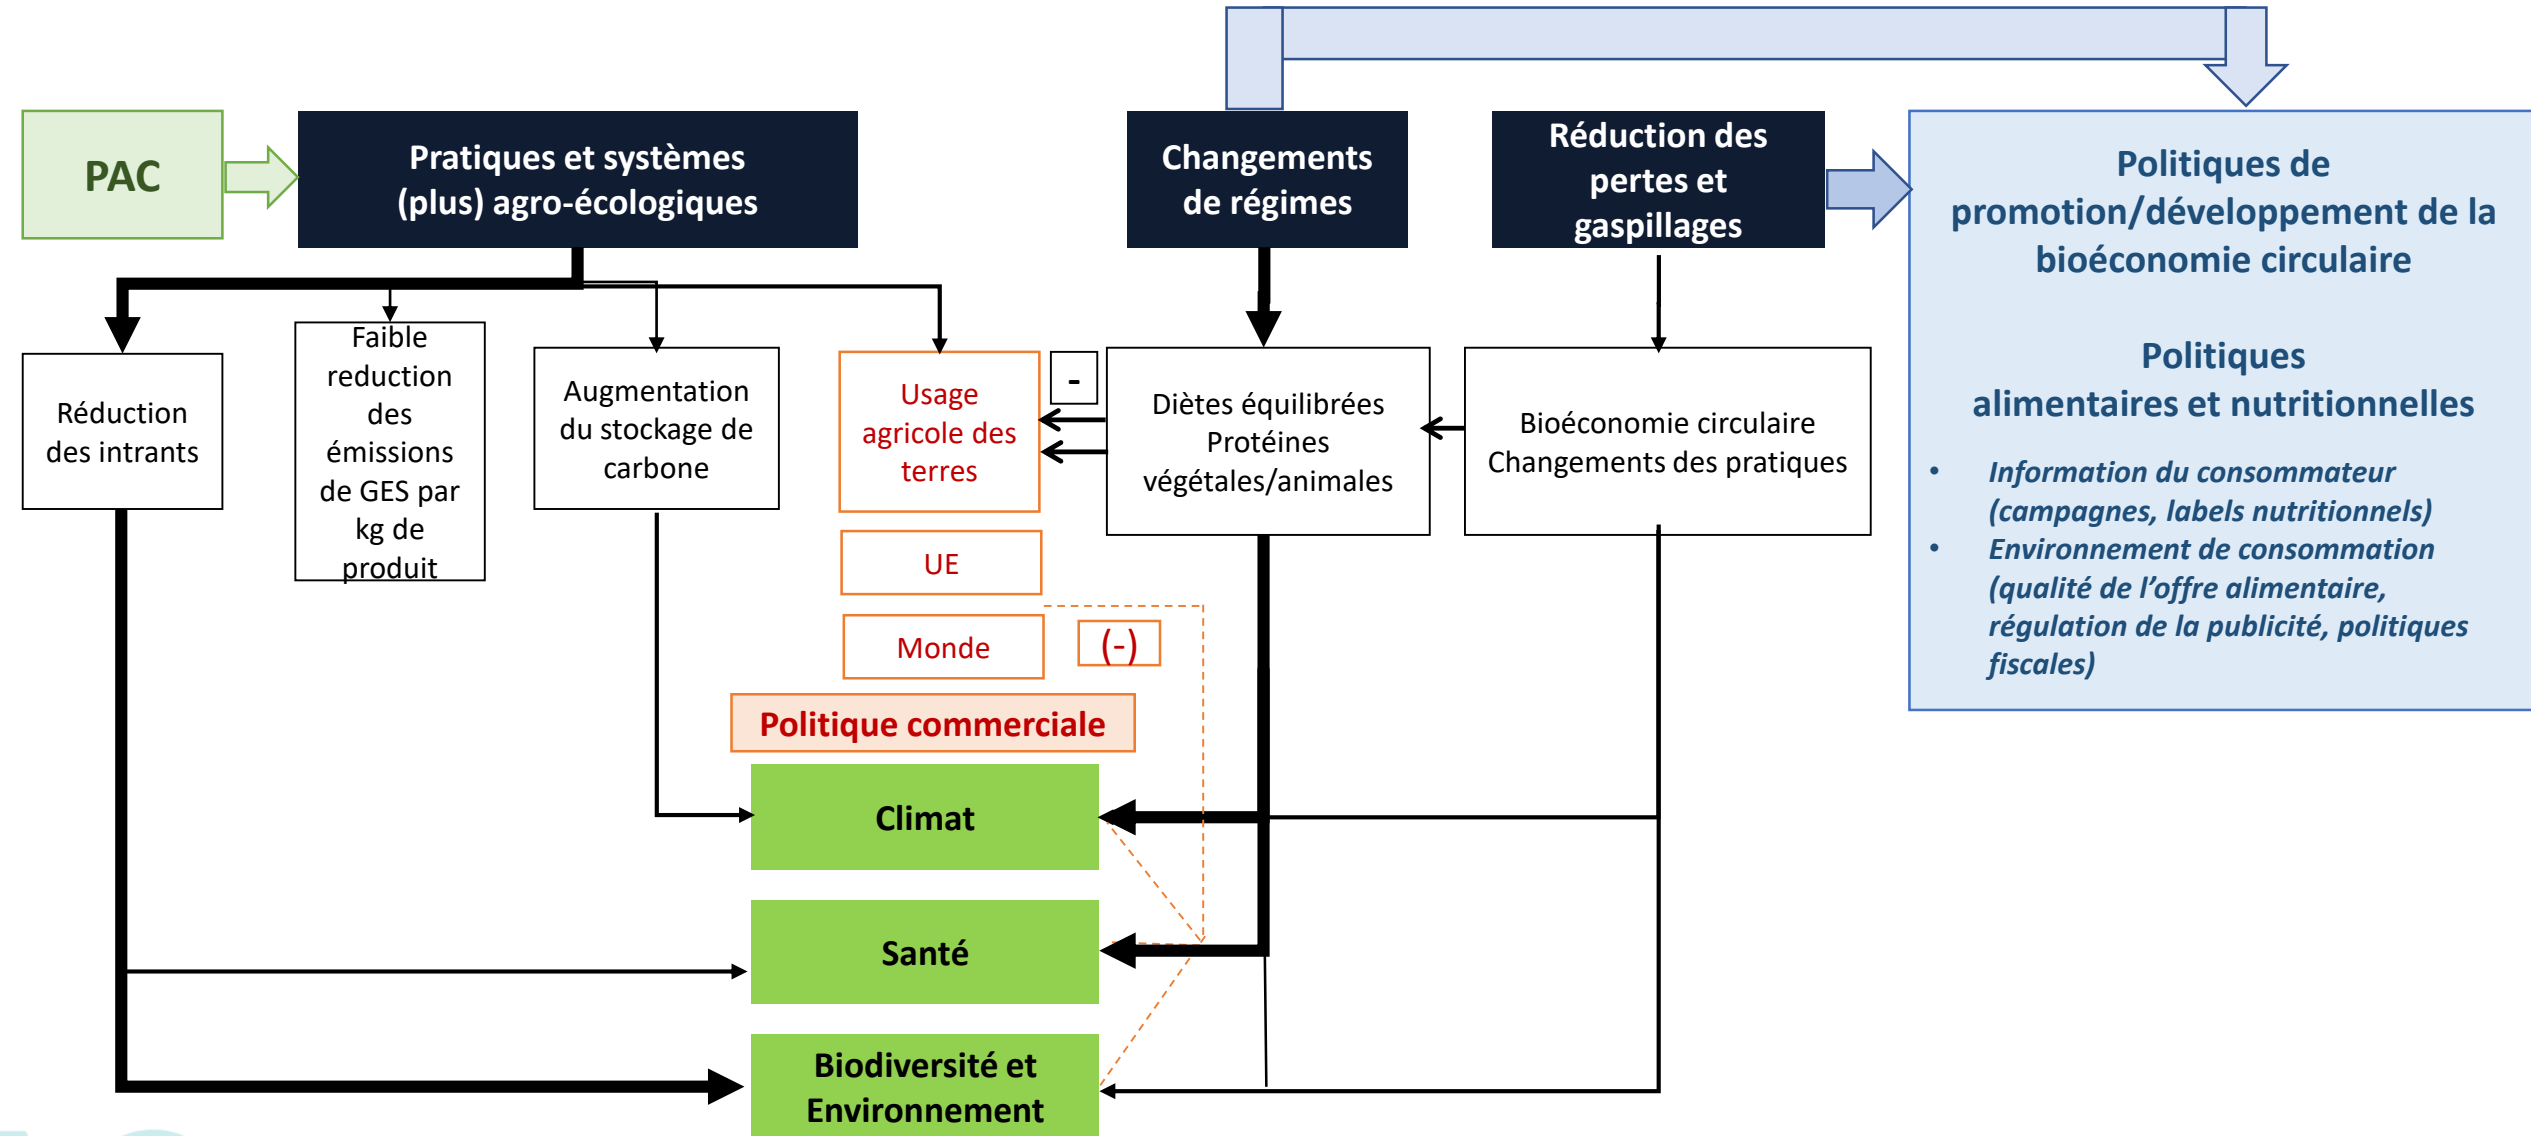 PAC
Pratiques et systèmes
(plus) agro-écologiques
Changements
de régimes
Réduction des
pertes et
gaspillages
Politiques de
promotion/développement de la
bioéconomie circulaire
Politiques
alimentaires et nutritionnelles
• Information du consommateur
(campagnes, labels nutritionnels)
• Environnement de consommation
(qualité de l’offre alimentaire,
régulation de la publicité, politiques
fiscales)
Réduction
des intrants
Faible
reduction
des
émissions
de GES par
kg de
produit
Augmentation
du stockage de
carbone
Usage
agricole des
terres
-
Diètes équilibrées
Protéines
végétales/animales
Bioéconomie circulaire
Changements des pratiques
UE
Monde
(-)
Politique commerciale
Climat
Santé
Biodiversité et
Environnement